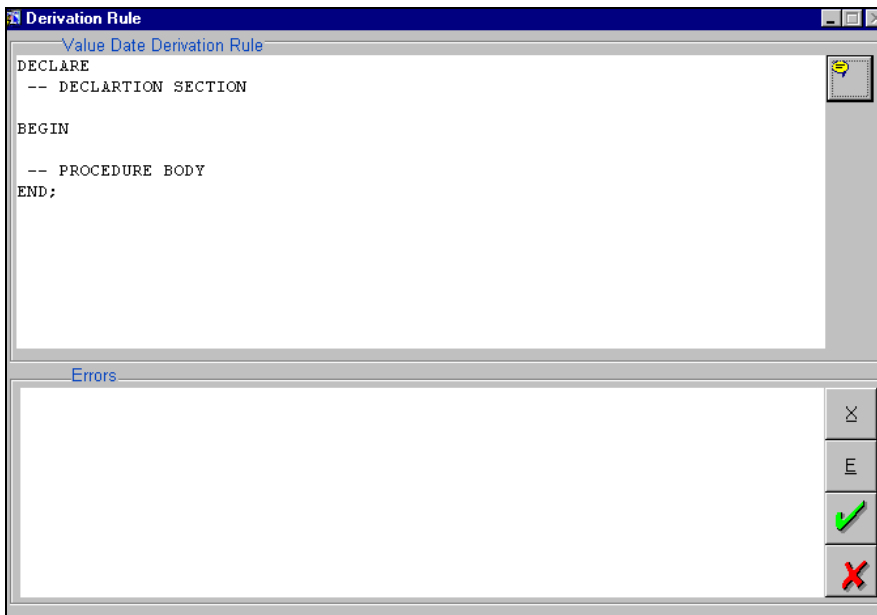 Derivation Rule
Value Date Derivation Rule
DECLARE
-- DECLARTION SECTION
BEGIN
-- PROCEDURE BODY
END;
Errors
X
E